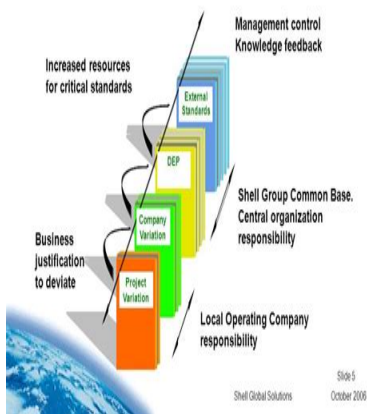 Management control
Knowledge feedback
Increased resources
for critical standards
External
Standards
DEP
Shell Group Common Base.
Central organization
responsibility
Company
Variation
Business
justification
to deviate
Project
Variation
Local Operating Company
responsibility
Slide 5
Shell Global Solutions
October 2006